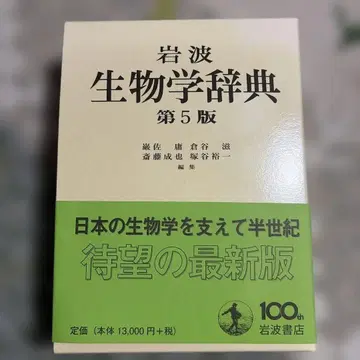 岩波
生物学辞典
第5版
巌佐 庸 倉谷 滋
斎藤成也 塚谷裕一
編集
日本の生物学を支えて半世紀
待望の最新版
定価(本体13,000円+税)
100th
岩波書店